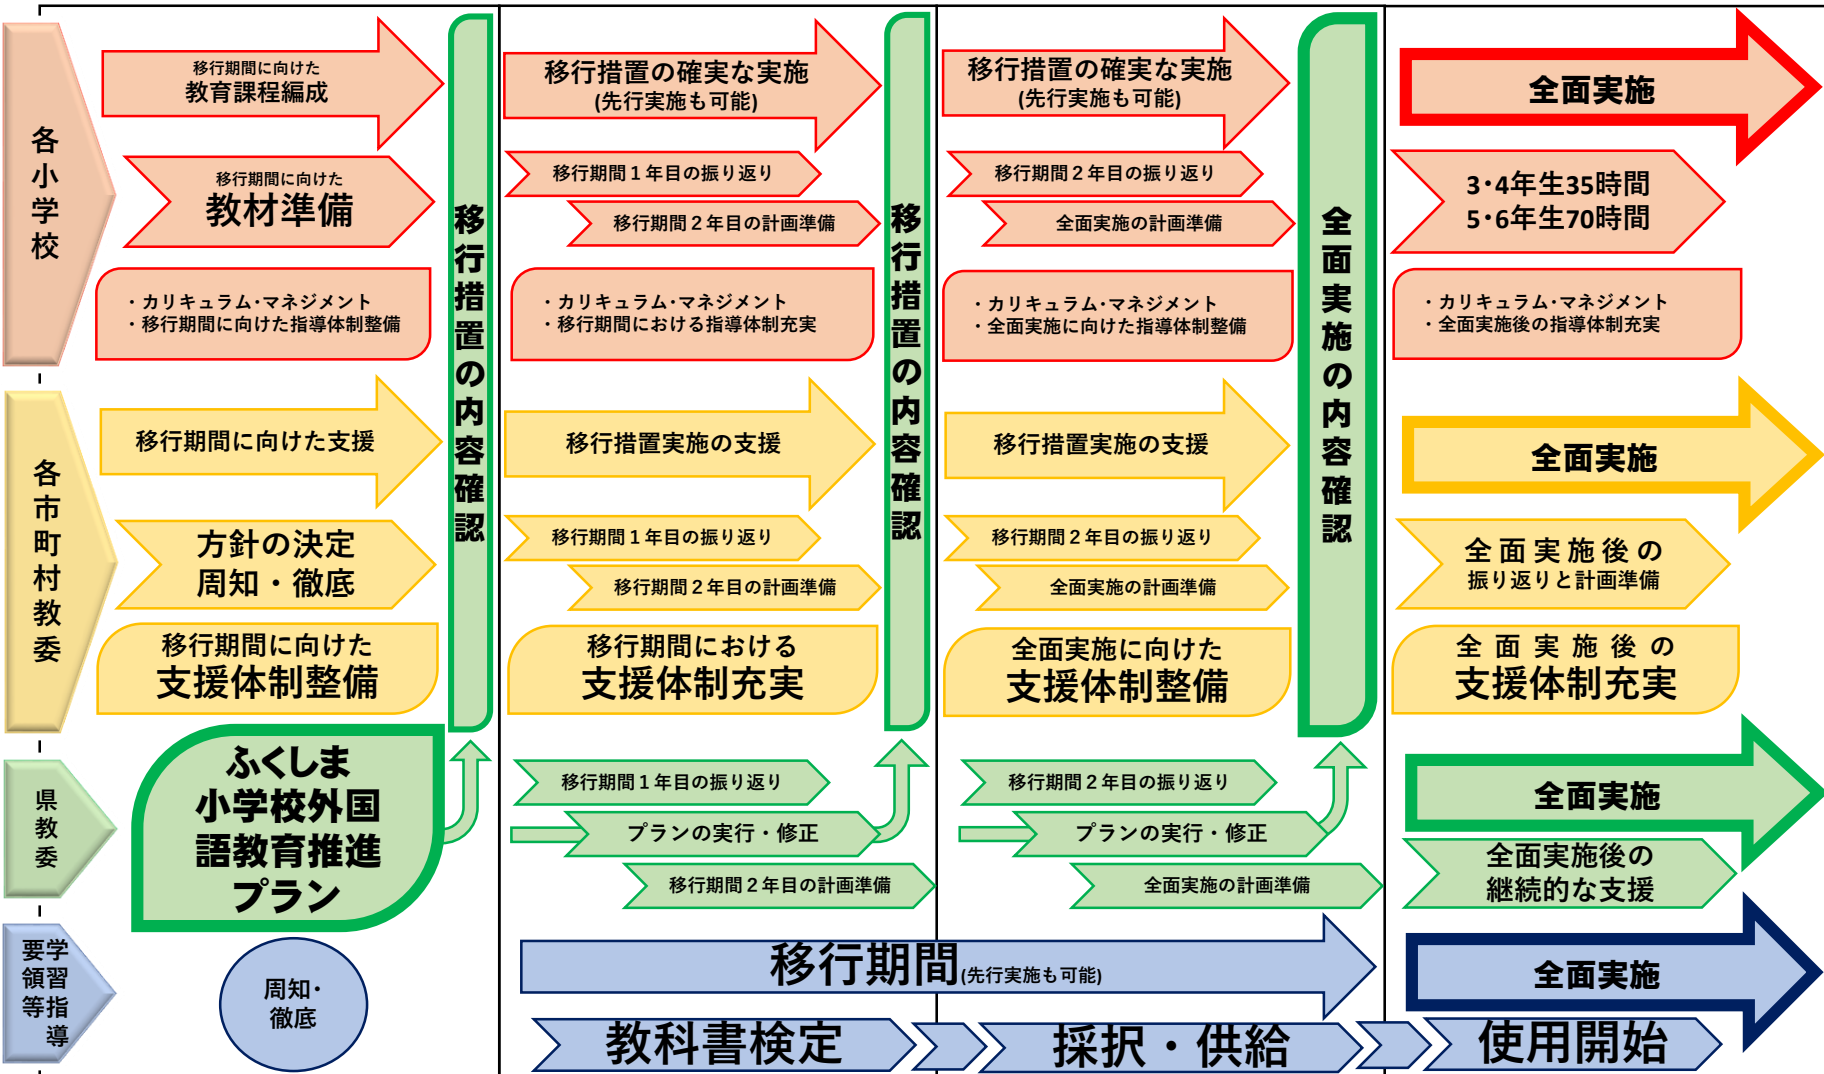 各小学校
移行期間に向けた
教育課程編成
移行期間に向けた
教材準備
・カリキュラム・マネジメント
・移行期間に向けた指導体制整備
移行措置の内容確認
移行措置の確実な実施
(先行実施も可能)
移行期間1年目の振り返り
移行期間2年目の計画準備
・カリキュラム・マネジメント
・移行期間における指導体制充実
移行措置の内容確認
移行措置の確実な実施
(先行実施も可能)
移行期間2年目の振り返り
全面実施の計画準備
・カリキュラム・マネジメント
・全面実施に向けた指導体制整備
全面実施の内容確認
全面実施
3・4年生35時間
5・6年生70時間
・カリキュラム・マネジメント
・全面実施後の指導体制充実
各市町村教委
移行期間に向けた支援
方針の決定
周知・徹底
移行期間に向けた
支援体制整備
移行措置実施の支援
移行期間1年目の振り返り
移行期間2年目の計画準備
移行期間における
支援体制充実
移行措置実施の支援
移行期間2年目の振り返り
全面実施の計画準備
全面実施に向けた
支援体制整備
全面実施
全面実施後の
振り返りと計画準備
全面実施後の
支援体制充実
県教委
ふくしま
小学校外国
語教育推進
プラン
移行期間1年目の振り返り
プランの実行・修正
移行期間2年目の計画準備
移行期間2年目の振り返り
プランの実行・修正
全面実施の計画準備
全面実施
全面実施後の
継続的な支援
学習指導
要領等
周知・
徹底
移行期間(先行実施も可能)
全面実施
教科書検定
採択・供給
使用開始